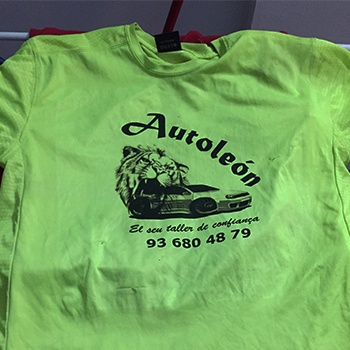 Autoleón
El seu taller de confiança
93 680 48 79